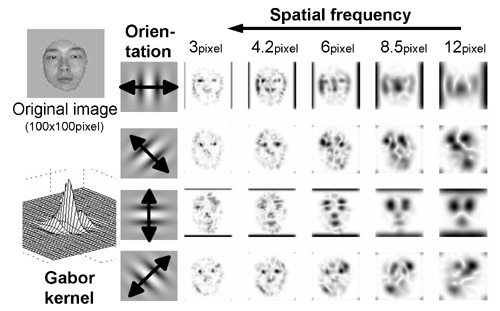 Spatial frequency
Orien-
tation
3pixel
4.2pixel
6pixel
8.5pixel
12pixel
Original image
(100x100pixel)
Gabor
kernel